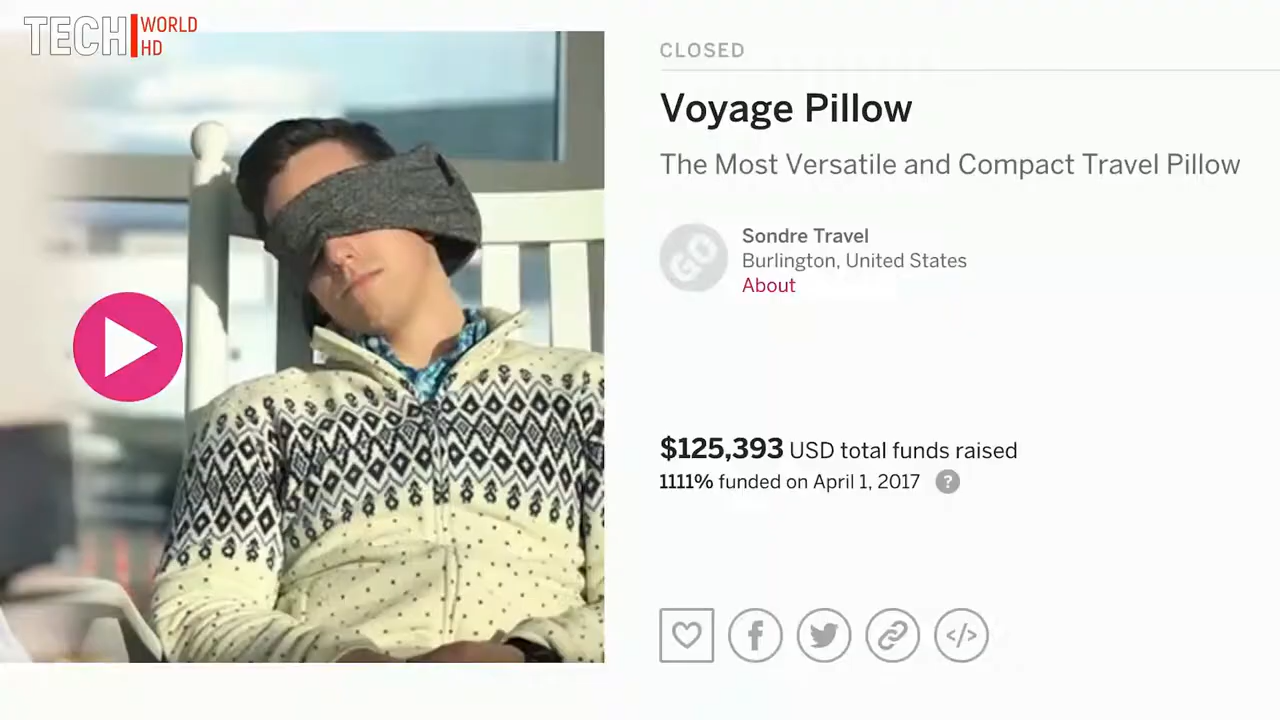 TECH WORLD HD
CLOSED
Voyage Pillow
The Most Versatile and Compact Travel Pillow
GO
Sondre Travel
Burlington, United States
About
$125,393 USD total funds raised
1111% funded on April 1, 2017 ?